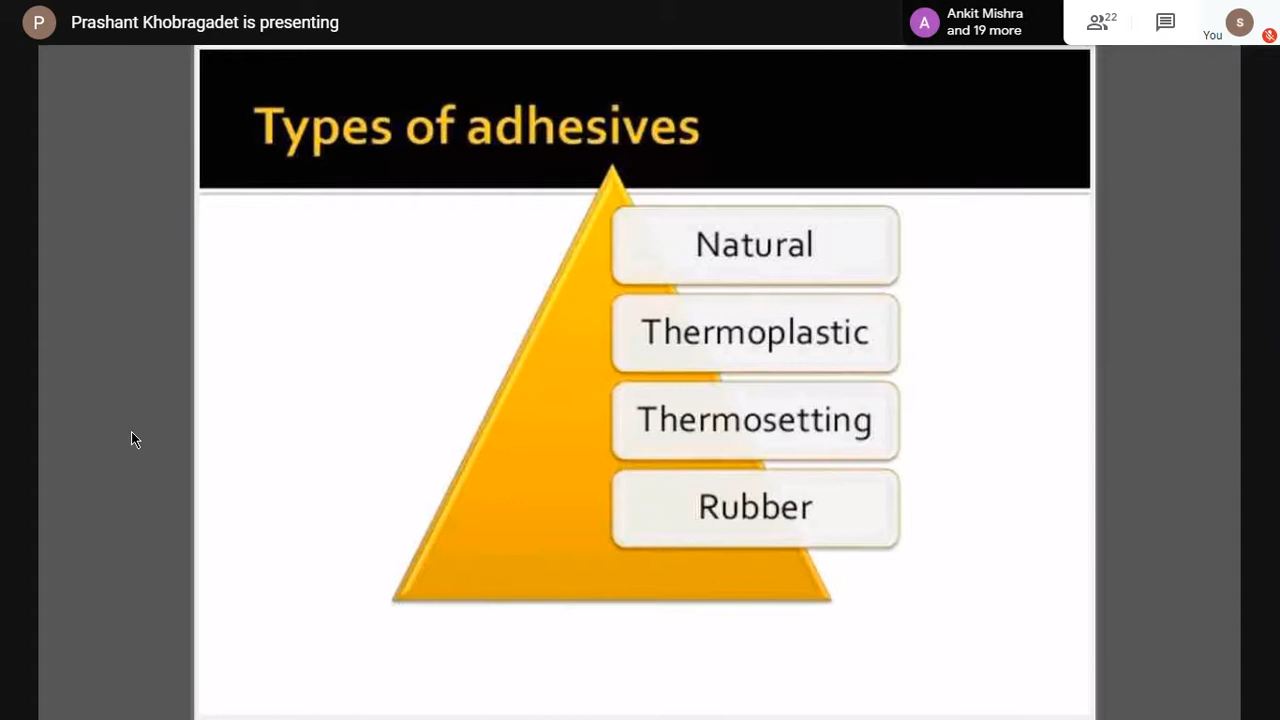 P Prashant Khobragadet is presenting
A Ankit Mishra
and 19 more
22
S
You
Types of adhesives
Natural
Thermoplastic
Thermosetting
Rubber